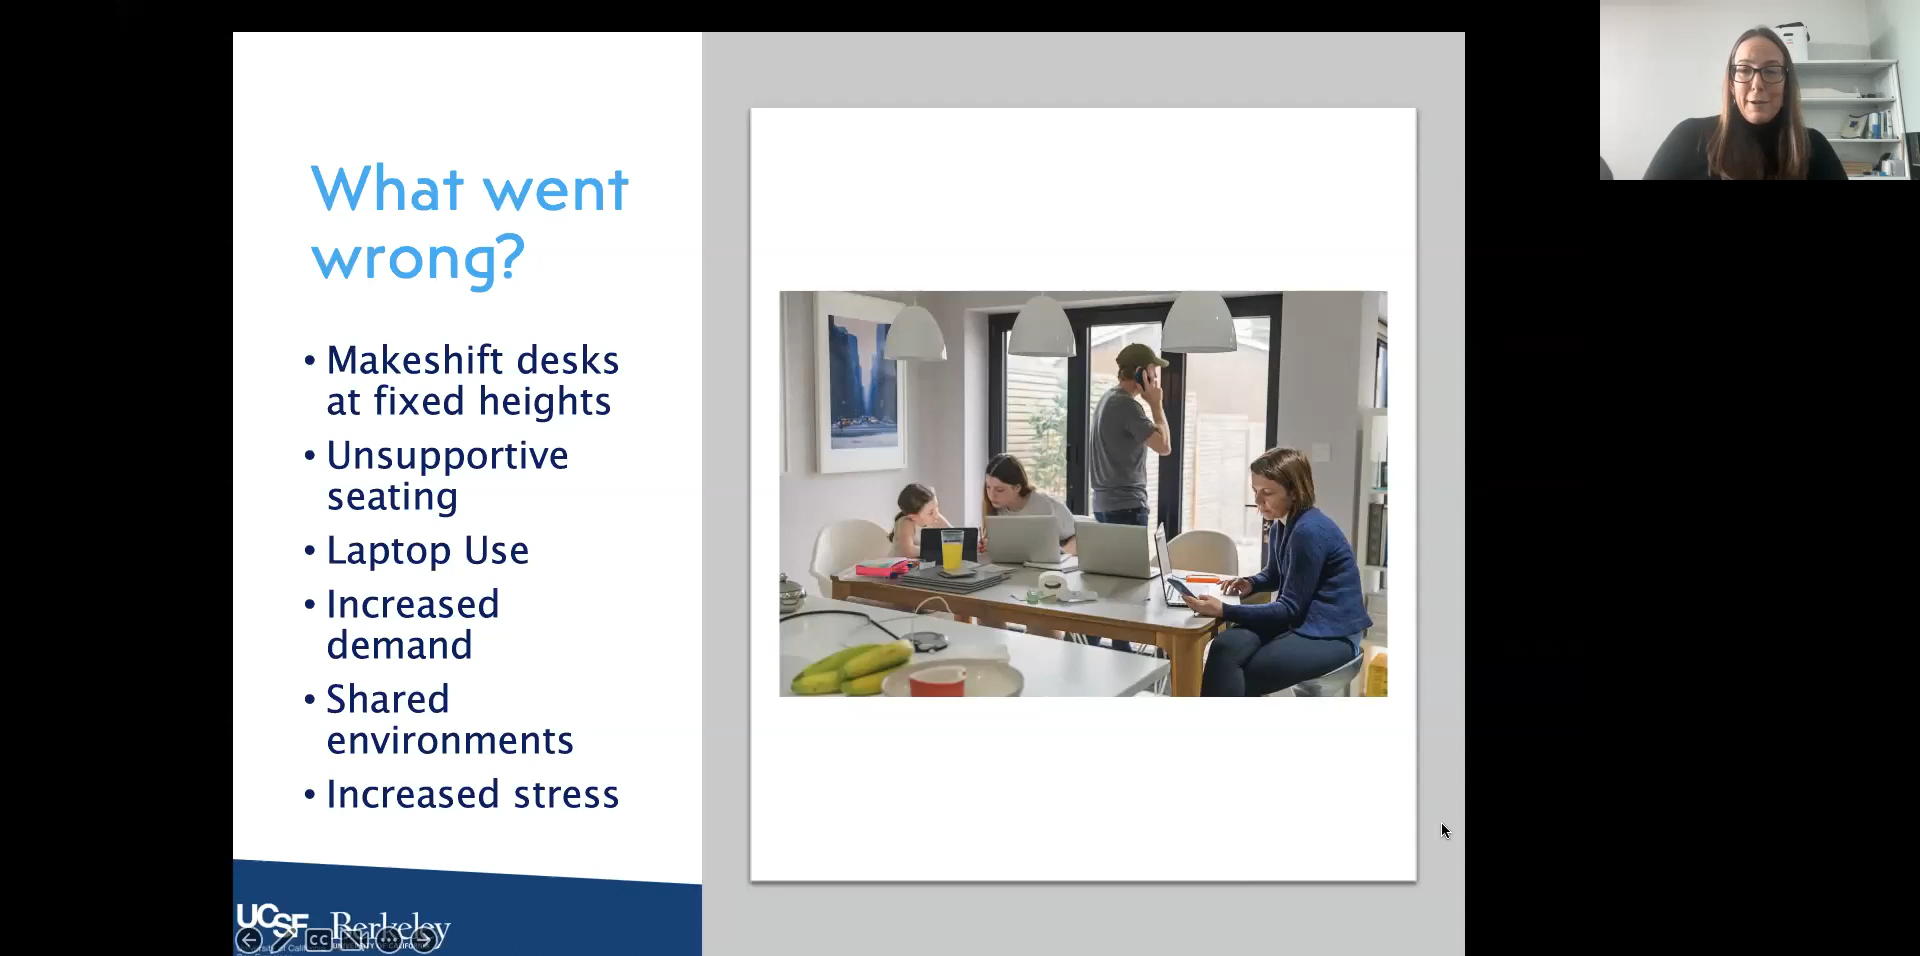 What went
wrong?
• Makeshift desks
at fixed heights
• Unsupportive
seating
• Laptop Use
• Increased
demand
• Shared
environments
• Increased stress
UCSF
Berkeley
CC